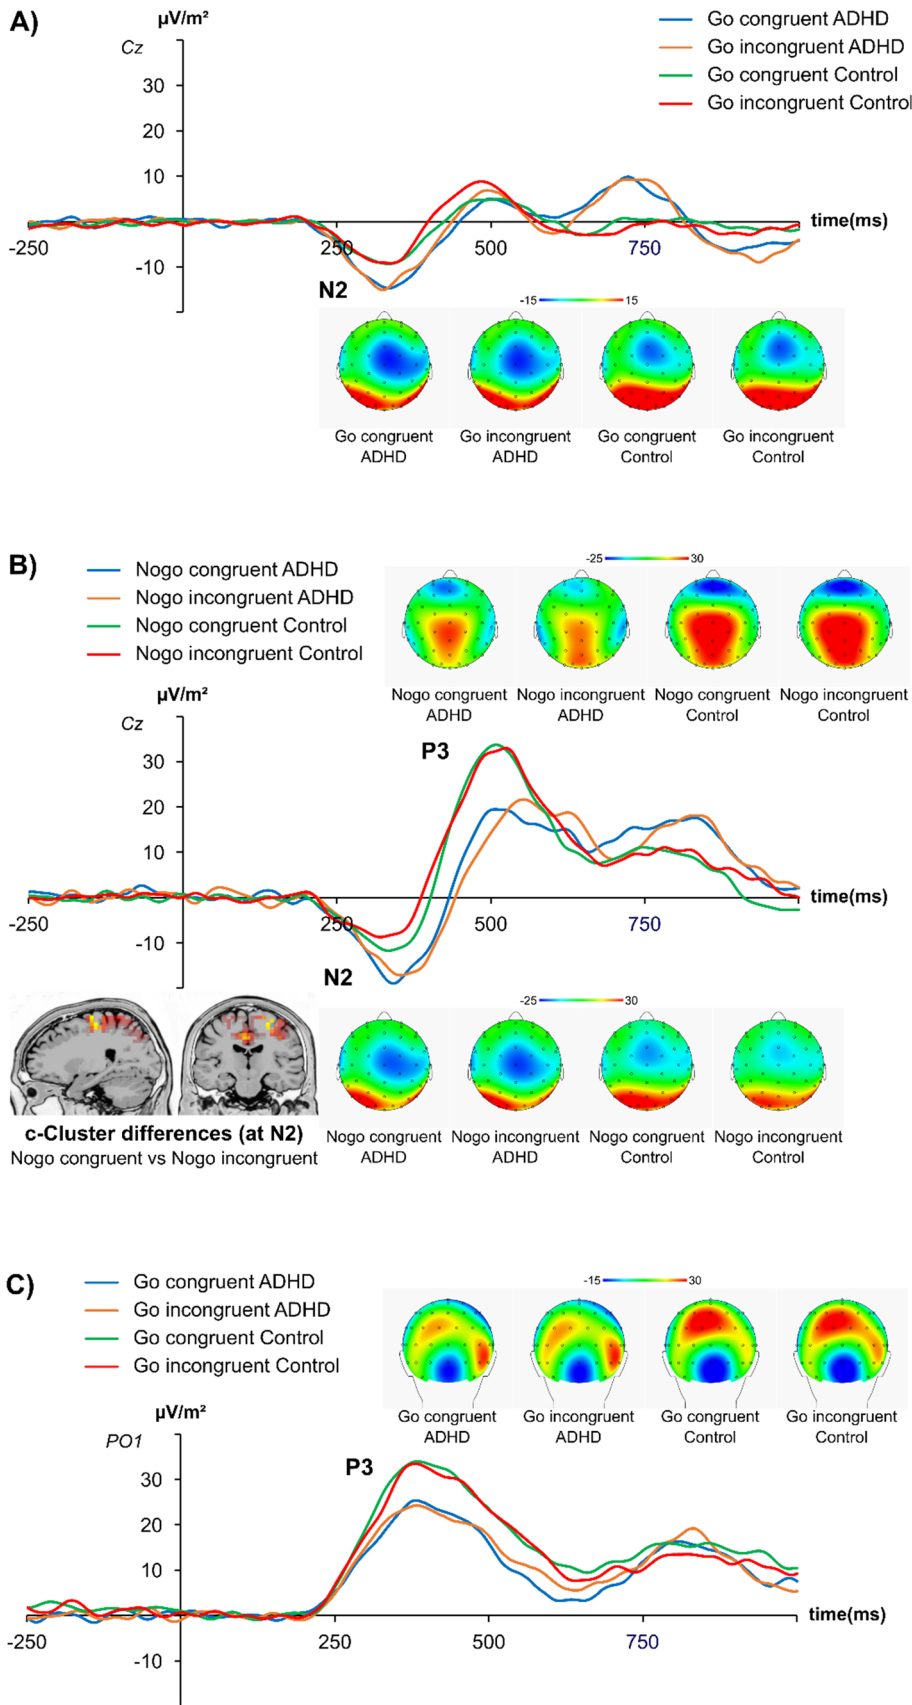 A)
µV/m²
Cz
Go congruent ADHD
Go incongruent ADHD
Go congruent Control
Go incongruent Control
30
20
10
-10
-250
250
500
750
time(ms)
N2
-15
15
Go congruent
ADHD
Go incongruent
ADHD
Go congruent
Control
Go incongruent
Control
B)
Nogo congruent ADHD
Nogo incongruent ADHD
Nogo congruent Control
Nogo incongruent Control
-25
30
Nogo congruent
ADHD
Nogo incongruent
ADHD
Nogo congruent
Control
Nogo incongruent
Control
µV/m²
Cz
P3
30
20
10
-10
-250
250
500
750
time(ms)
N2
-25
30
Nogo congruent
ADHD
Nogo incongruent
ADHD
Nogo congruent
Control
Nogo incongruent
Control
c-Cluster differences (at N2)
Nogo congruent vs Nogo incongruent
C)
Go congruent ADHD
Go incongruent ADHD
Go congruent Control
Go incongruent Control
-15
30
Go congruent
ADHD
Go incongruent
ADHD
Go congruent
Control
Go incongruent
Control
µV/m²
PO1
P3
30
20
10
-10
-250
250
500
750
time(ms)